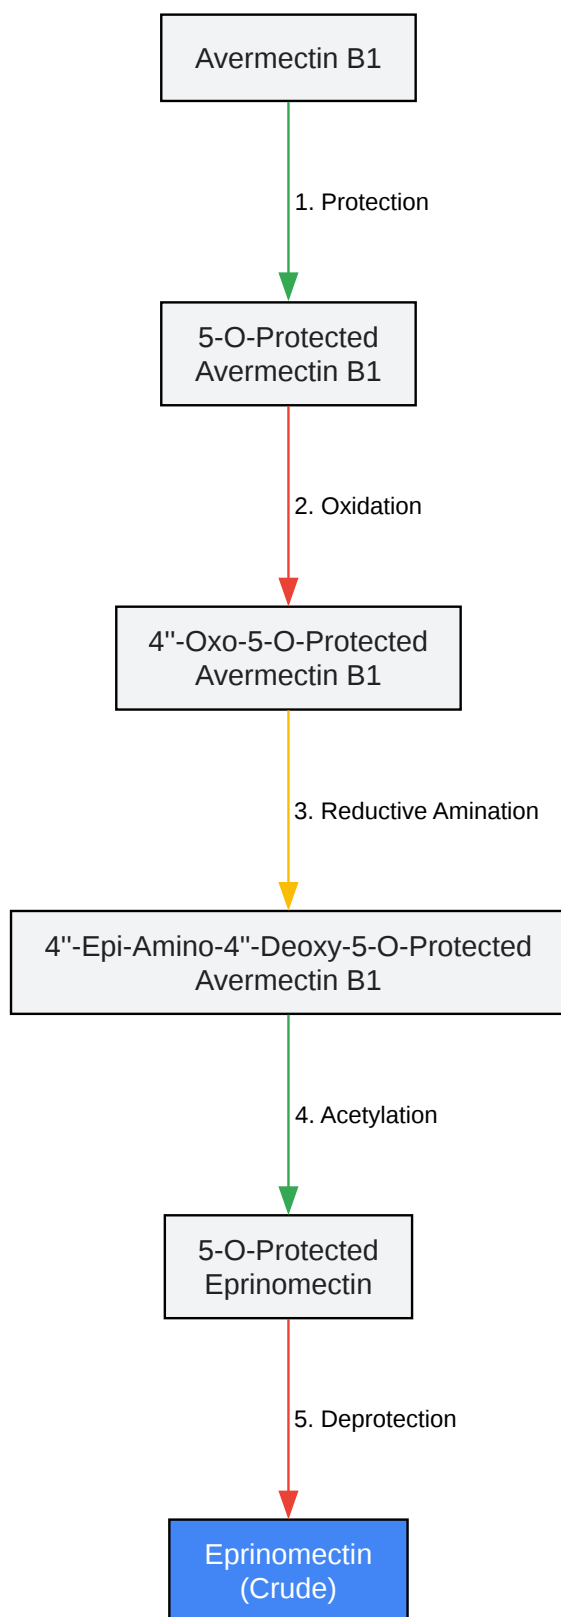 Avermectin B1
1. Protection
5-O-Protected
Avermectin B1
2. Oxidation
4''-Oxo-5-O-Protected
Avermectin B1
3. Reductive Amination
4''-Epi-Amino-4''-Deoxy-5-O-Protected
Avermectin B1
4. Acetylation
5-O-Protected
Eprinomectin
5. Deprotection
Eprinomectin
(Crude)